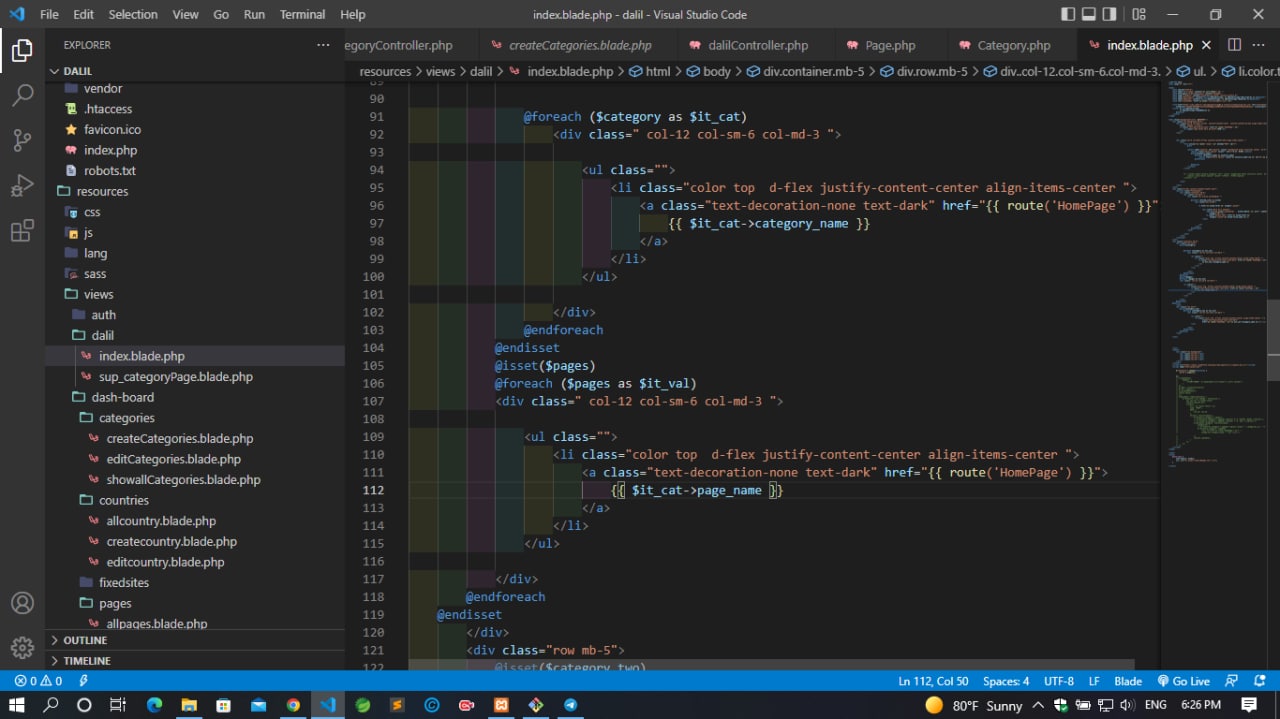 File Edit Selection View Go Run Terminal Help
index.blade.php - dalil - Visual Studio Code
EXPLORER
egoryController.php createCategories.blade.php dalilController.php Page.php Category.php index.blade.php
DALIL
resources > views > dalil > index.blade.php > html > body > div.container.mb-5 > div.row.mb-5 > div..col-12.col-sm-6.col-md-3. > ul. > li.color.t
vendor
.htaccess
favicon.ico
index.php
robots.txt
resources
css
js
lang
sass
views
auth
dalil
index.blade.php
sup_categoryPage.blade.php
dash-board
categories
createCategories.blade.php
editCategories.blade.php
showallCategories.blade.php
countries
allcountry.blade.php
createcountry.blade.php
editcountry.blade.php
fixedsites
pages
allpages.blade.php
OUTLINE
TIMELINE
89
90
91 @foreach ($category as $it_cat)
92 <div class=" col-12 col-sm-6 col-md-3 ">
93
94 <ul class="">
95 <li class="color top  d-flex justify-content-center align-items-center ">
96 <a class="text-decoration-none text-dark" href="{{ route('HomePage') }}"
97 {{ $it_cat->category_name }}
98 </a>
99 </li>
100 </ul>
101
102 </div>
103 @endforeach
104 @endisset
105 @isset($pages)
106 @foreach ($pages as $it_val)
107 <div class=" col-12 col-sm-6 col-md-3 ">
108
109 <ul class="">
110 <li class="color top  d-flex justify-content-center align-items-center ">
111 <a class="text-decoration-none text-dark" href="{{ route('HomePage') }}">
112 {{ $it_cat->page_name }}
113 </a>
114 </li>
115 </ul>
116
117 </div>
118 @endforeach
119 @endisset
120 </div>
121 <div class="row mb-5">
122 @isset($category_two)
0 0 Ln 112, Col 50 Spaces: 4 UTF-8 LF Blade Go Live
80°F Sunny ENG 6:26 PM